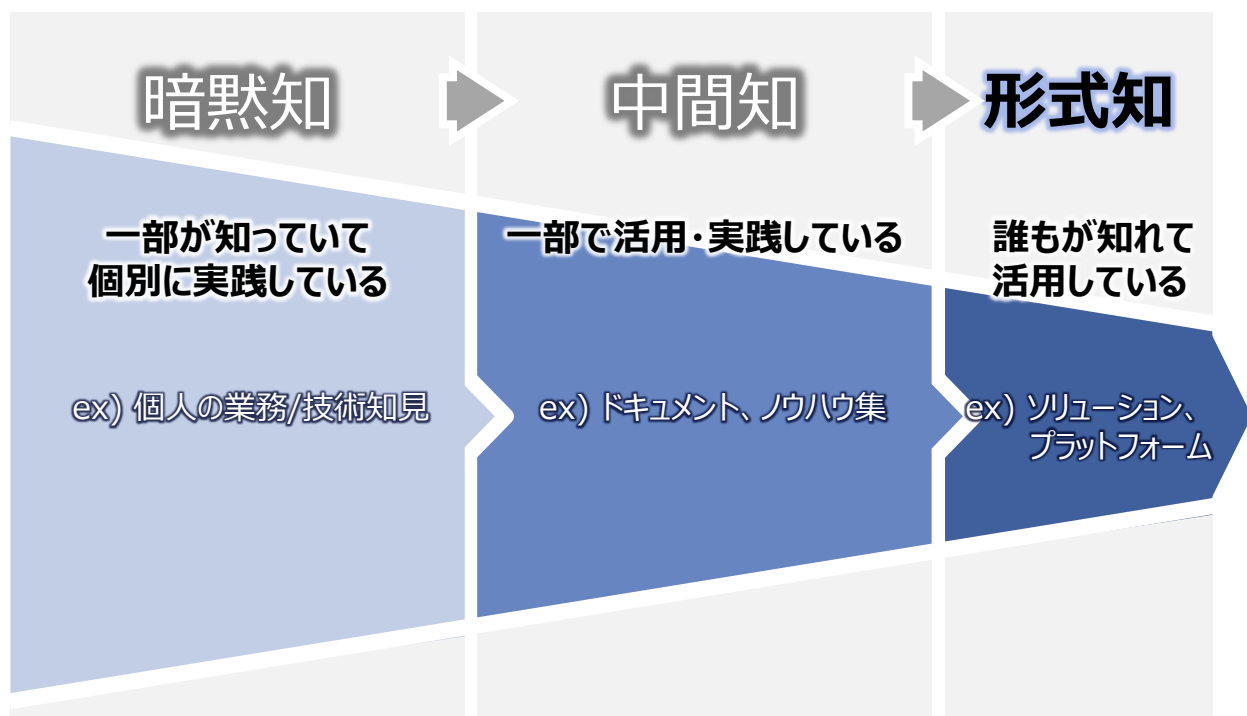 暗黙知
中間知
形式知
一部が知っていて
個別に実践している
一部で活用・実践している
誰もが知れて
活用している
ex) 個人の業務/技術知見
ex) ドキュメント、ノウハウ集
ex) ソリューション、
プラットフォーム